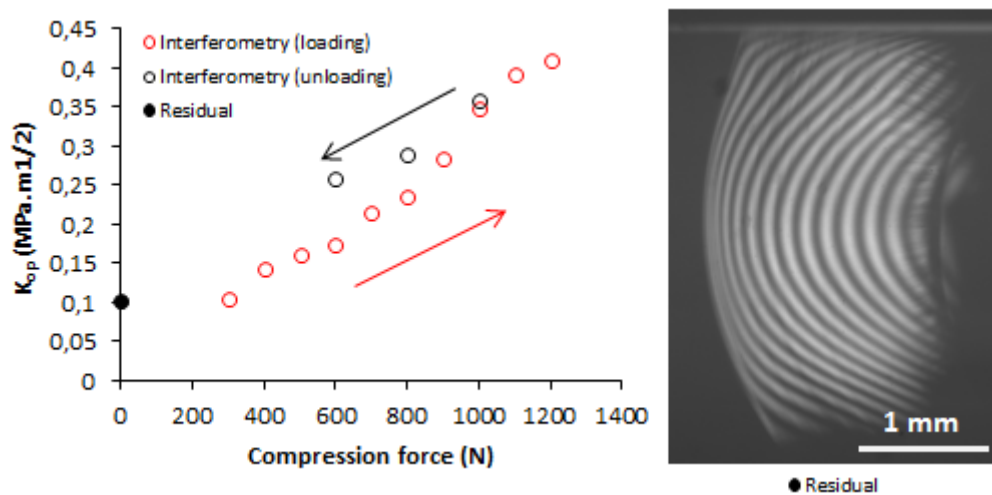 0,45
0,4
0,35
0,3
0,25
0,2
0,15
0,1
0,05
0
Kop (MPa.m1/2)
Interferometry (loading)
Interferometry (unloading)
Residual
0 200 400 600 800 1000 1200 1400
Compression force (N)
1 mm
Residual